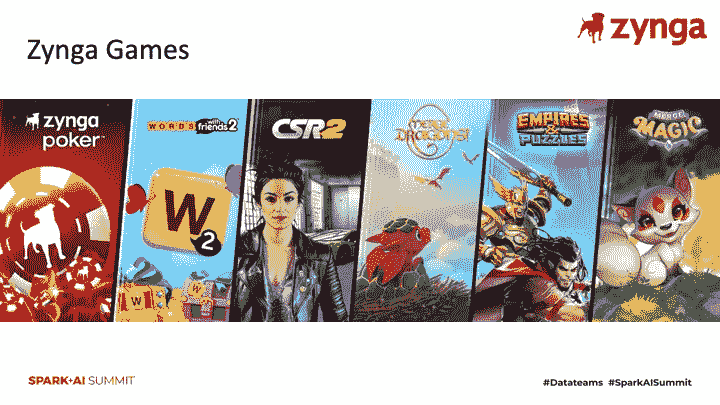 zynga
Zynga Games
zynga
poker™
WORDS with friends 2
W
2
W
CSR2
MERGE
DRAGONS!
EMPIRES
&
PUZZLES
MERGE
MAGIC
SPARK+AI SUMMIT
#Datateams #SparkAISummit